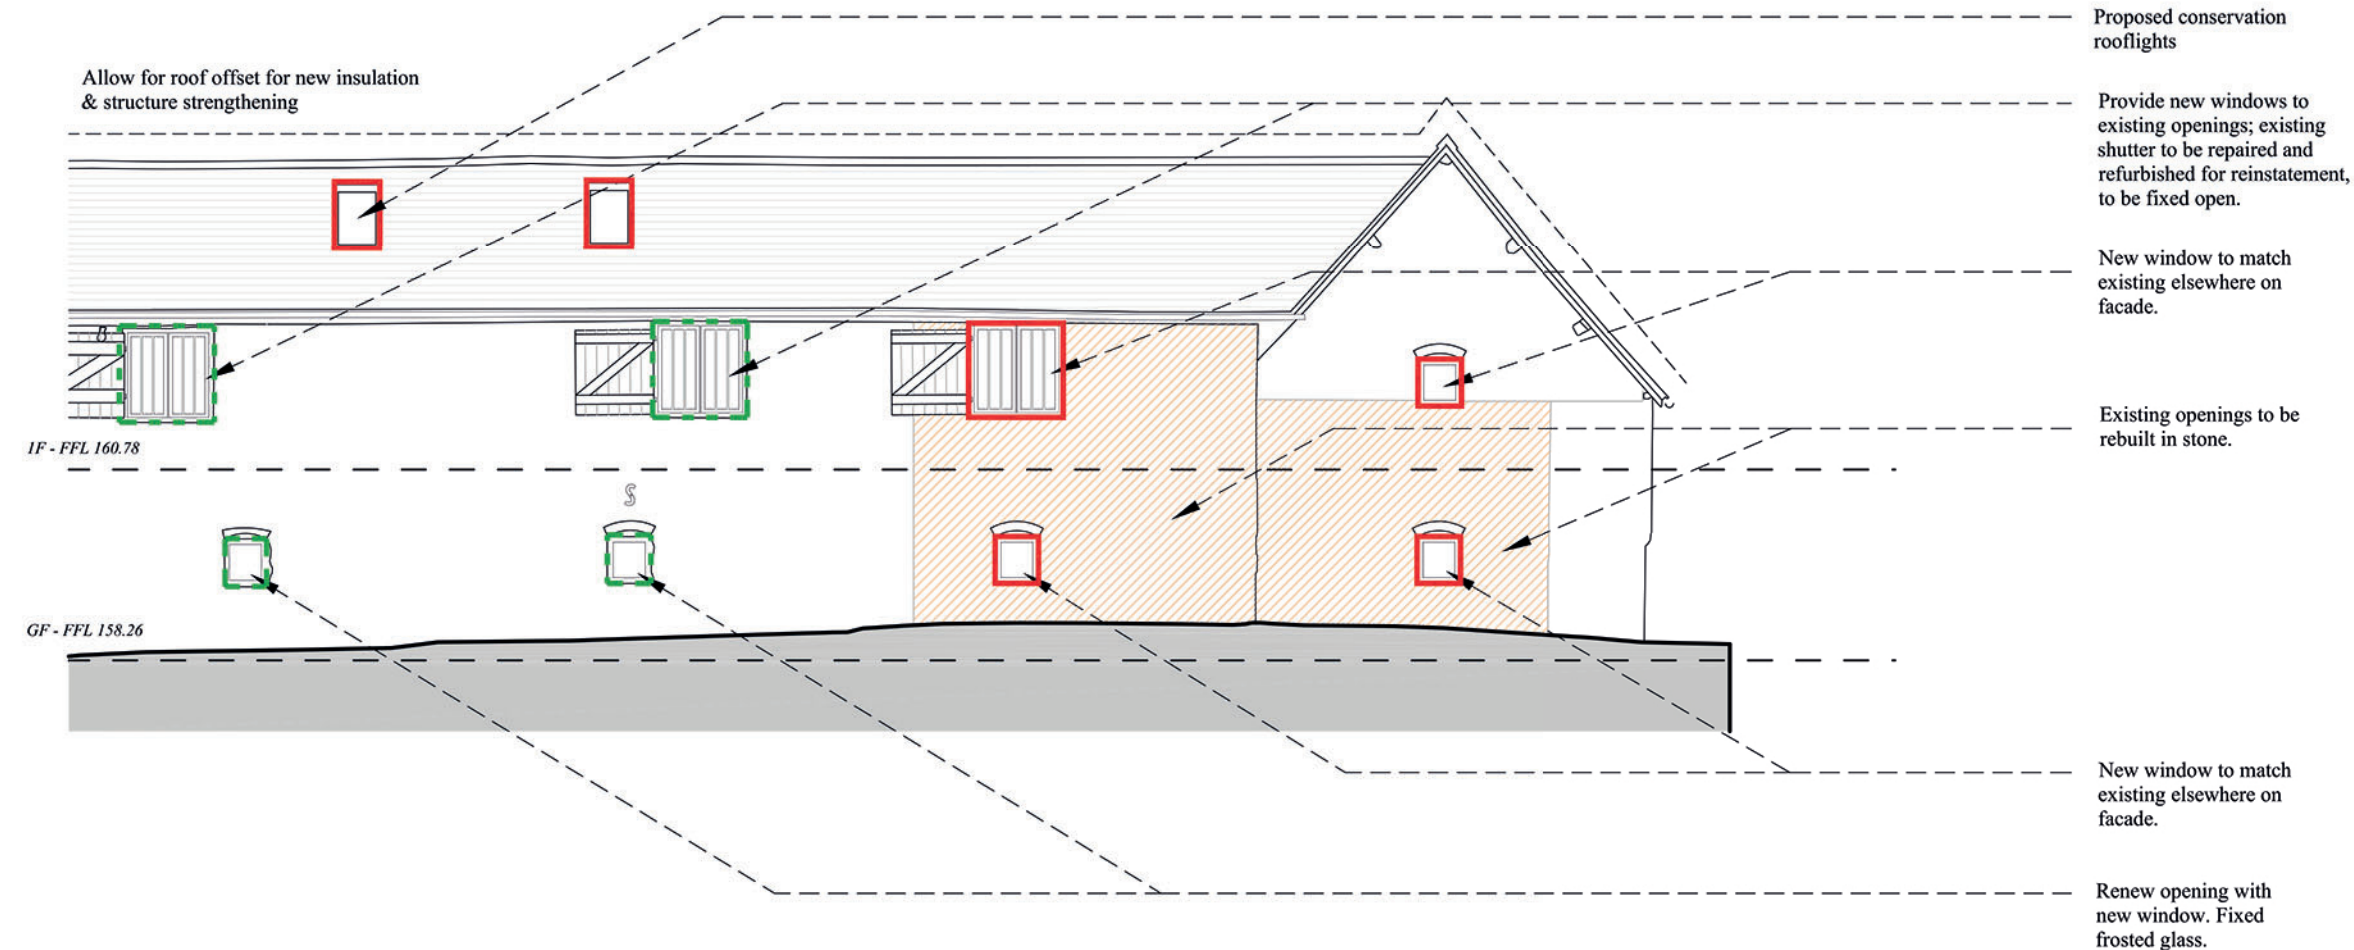 Proposed conservation
rooflights
Allow for roof offset for new insulation
& structure strengthening
Provide new windows to
existing openings; existing
shutter to be repaired and
refurbished for reinstatement,
to be fixed open.
New window to match
existing elsewhere on
facade.
Existing openings to be
rebuilt in stone.
1F - FFL 160.78
GF - FFL 158.26
New window to match
existing elsewhere on
facade.
Renew opening with
new window. Fixed
frosted glass.